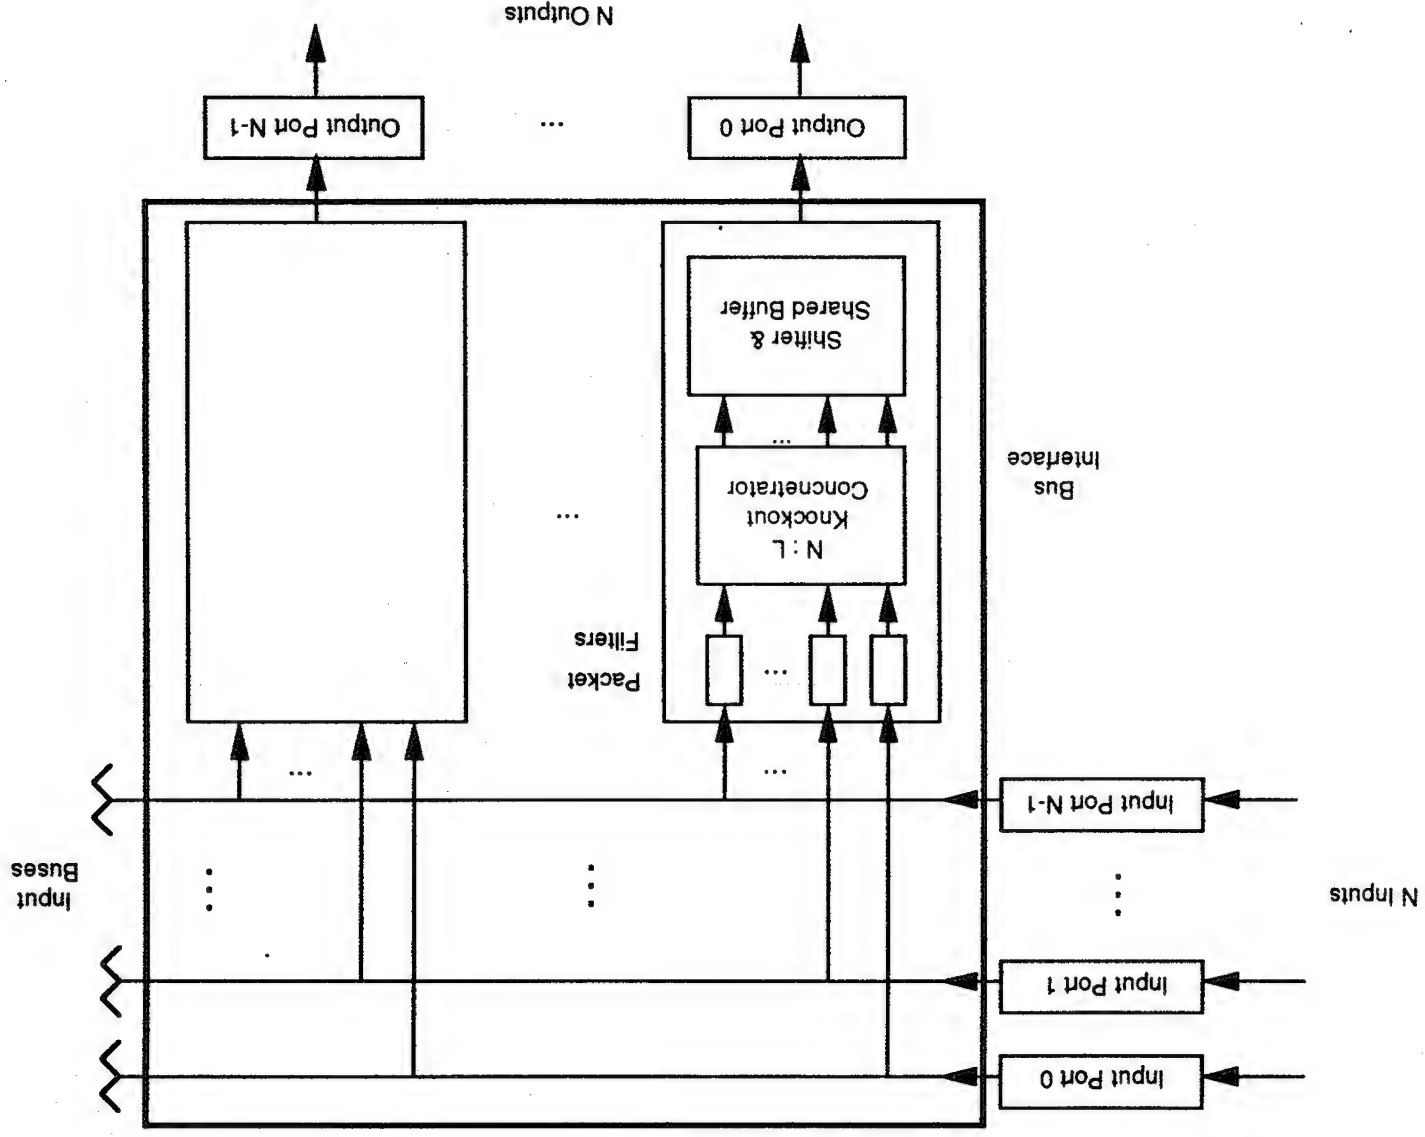 Input Port 0
Input Port 1
N Inputs
Input
Buses
Input Port N-1
...
...
Packet
Filters
...
N : L
Knockout
Concnetrator
...
Bus
Interface
...
Shifter &
Shared Buffer
Output Port 0
...
Output Port N-1
N Outputs